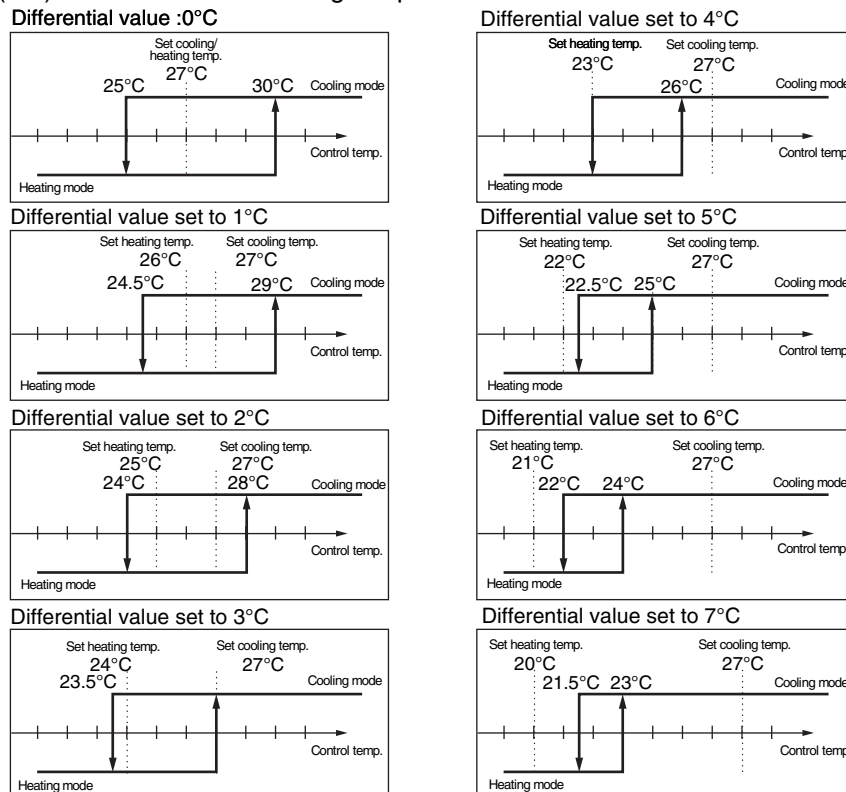 Differential value :0°C
Set cooling/
heating temp.
27°C
25°C 30°C Cooling mode
Control temp.
Heating mode
Differential value set to 1°C
Set heating temp. Set cooling temp.
26°C 27°C
24.5°C 29°C Cooling mode
Control temp.
Heating mode
Differential value set to 2°C
Set heating temp. Set cooling temp.
25°C 27°C
24°C 28°C Cooling mode
Control temp.
Heating mode
Differential value set to 3°C
Set heating temp. Set cooling temp.
24°C 27°C
23.5°C Cooling mode
Control temp.
Heating mode
Differential value set to 4°C
Set heating temp. Set cooling temp.
23°C 27°C
26°C Cooling mode
Control temp
Heating mode
Differential value set to 5°C
Set heating temp. Set cooling temp.
22°C 27°C
22.5°C 25°C Cooling mode
Control temp
Heating mode
Differential value set to 6°C
Set heating temp. Set cooling temp.
21°C 27°C
22°C 24°C Cooling mode
Control temp
Heating mode
Differential value set to 7°C
Set heating temp. Set cooling temp.
20°C 27°C
21.5°C 23°C Cooling mode
Control temp
Heating mode